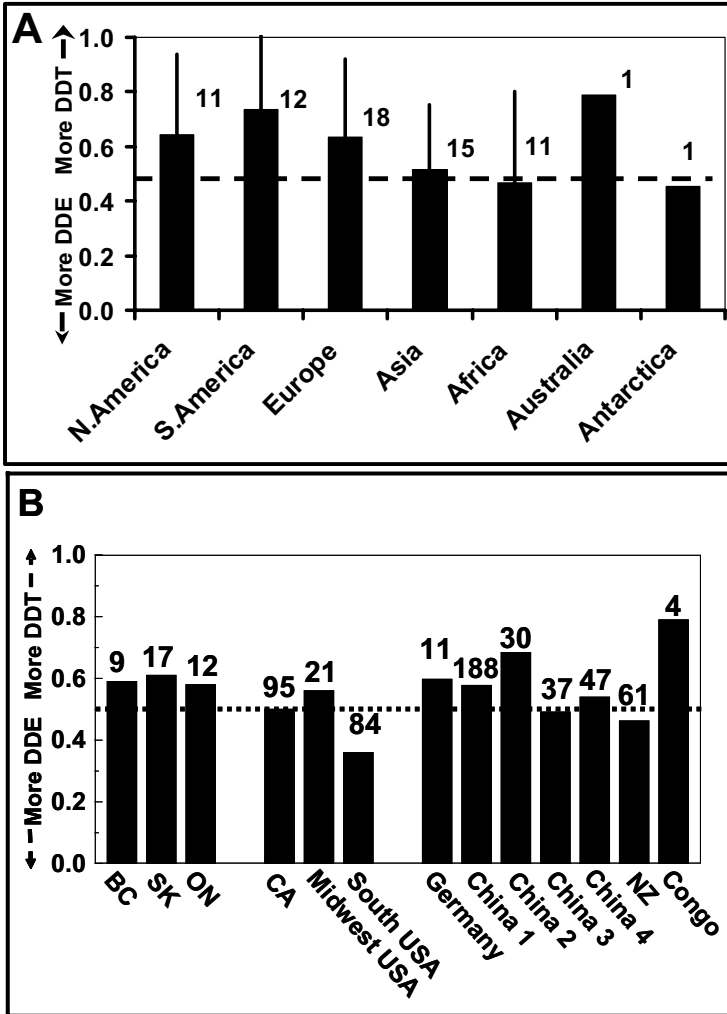 A
<— More DDE More DDT —>
1.0
0.8
0.6
0.4
0.2
0.0
11
12
18
15
11
1
1
N.America
S.America
Europe
Asia
Africa
Australia
Antarctica
B
<– –More DDE More DDT – –>
1.0
0.8
0.6
0.4
0.2
0.0
9
17
12
95
21
84
11
188
30
37
47
61
4
BC
SK
ON
CA
Midwest USA
South USA
Germany
China 1
China 2
China 3
China 4
NZ
Congo